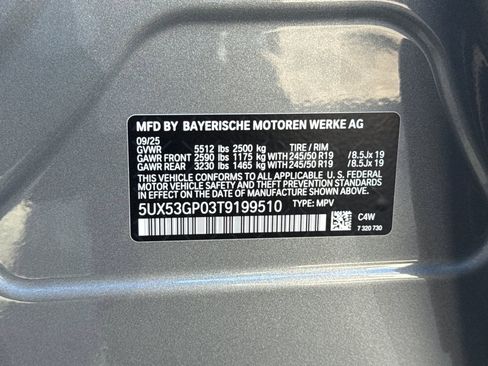 MFD BY BAYERISCHE MOTOREN WERKE AG
09/25
GVWR 5512 lbs 2500 kg TIRE / RIM
GAWR FRONT 2590 lbs 1175 kg WITH 245/50 R19 /8.5Jx 19
GAWR REAR 3230 lbs 1465 kg WITH 245/50 R19 /8.5Jx 19
THIS VEHICLE CONFORMS TO ALL APPLICABLE U.S. FEDERAL
MOTOR VEHICLE SAFETY, BUMPER, AND THEFT PREVENTION STANDARDS
IN EFFECT ON THE DATE OF MANUFACTURE SHOWN ABOVE.
5UX53GP03T9199510 TYPE: MPV
C4W
7 320 730